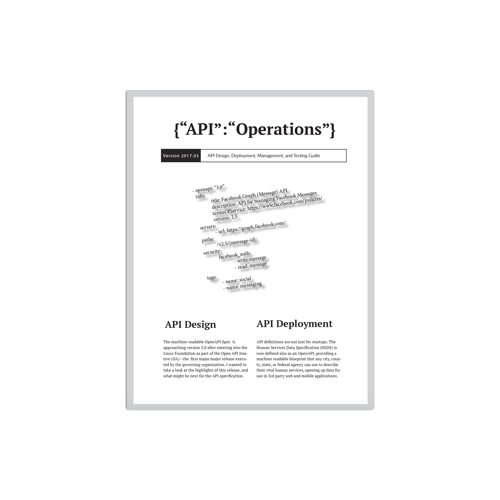 {“API”:“Operations”}
Version 2017.03
API Design, Deployment, Management, and Testing Guide
- openapi: "3.0"
info:
title: Facebook Graph (Message) API,
description: API for managing Facebook Messages
termsOfService: https://www.facebook.com/policies/
version: 2.5
servers:
url: https://graph.facebook.com/
paths:
/v2.5/{message-id}:
security:
facebook_auth:
- write:message
- read: message
tags:
- name: social
- name: messaging
API Design
The machine readable OpenAPI Spec is
approaching version 3.0 after entering into the
Linux Foundation as part of the Open API Inia-
tive (OA)-- the first major major release execu-
ted by the governing organization. I wanted to
take a look at the highlights of this release, and
what might be next for the API specification.
API Deployment
API definitions are not just for startups. The
Human Services Data Specification (HSDS) is
now defined also as an OpenAPI, providing a
machine readable blueprint that any city, coun-
ty, state, or federal agency can use to describe
their vital human services, opening up data for
use in 3rd party web and mobile applications.